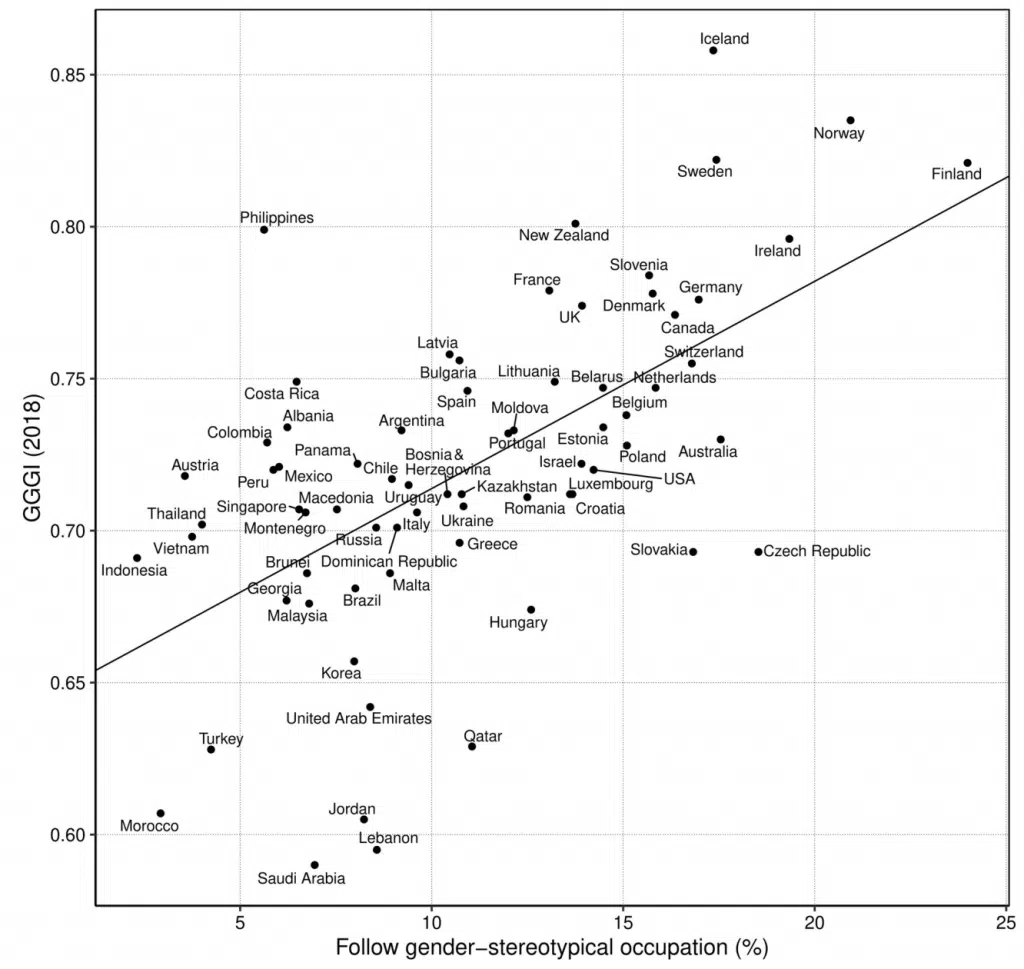 GGGI (2018)
0.85
0.80
0.75
0.70
0.65
0.60
Iceland
Norway
Sweden
Finland
Philippines
New Zealand
Ireland
Slovenia
France
Germany
Denmark
UK
Canada
Latvia
Switzerland
Bulgaria
Lithuania
Belarus
Netherlands
Costa Rica
Spain
Belgium
Moldova
Albania
Argentina
Colombia
Portugal
Estonia
Panama
Bosnia &
Herzegovina
Poland
Australia
Austria
Chile
Israel
Peru
Mexico
USA
Kazakhstan
Luxembourg
Macedonia
Uruguay
Singapore
Romania
Croatia
Thailand
Montenegro
Italy
Ukraine
Russia
Vietnam
Greece
Slovakia
Czech Republic
Brunei
Dominican Republic
Indonesia
Malta
Georgia
Brazil
Malaysia
Hungary
Korea
United Arab Emirates
Turkey
Qatar
Jordan
Morocco
Lebanon
Saudi Arabia
5
10
15
20
25
Follow gender−stereotypical occupation (%)